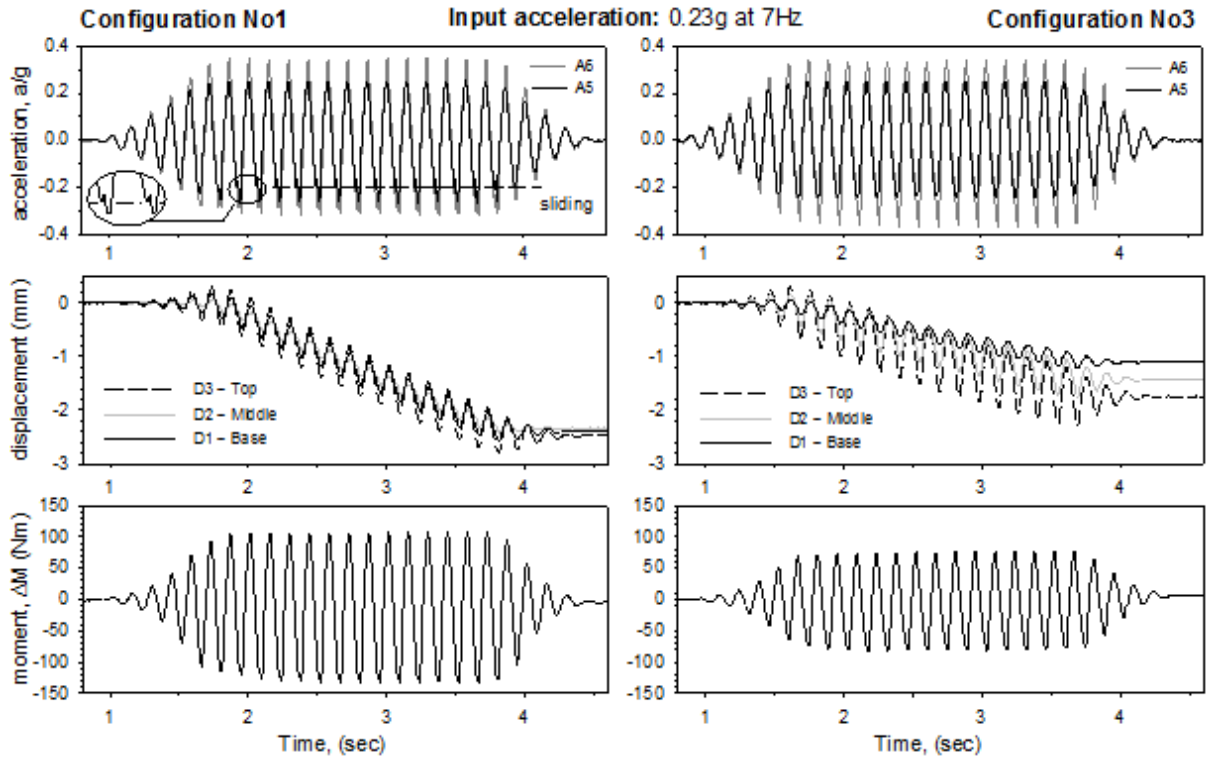 Configuration No1 Input acceleration: 0.23g at 7Hz Configuration No3
acceleration, a/g
0.4
0.2
0.0
-0.2
-0.4
A6
A5
sliding
1 2 3 4
0.4
0.2
0.0
-0.2
-0.4
A6
A5
1 2 3 4
displacement (mm)
0
-1
-2
-3
D3 – Top
D2 – Middle
D1 – Base
1 2 3 4
0
-1
-2
-3
D3 – Top
D2 – Middle
D1 – Base
1 2 3 4
moment, ΔM (Nm)
150
100
50
0
-50
-100
-150
1 2 3 4
Time, (sec)
150
100
50
0
-50
-100
-150
1 2 3 4
Time, (sec)